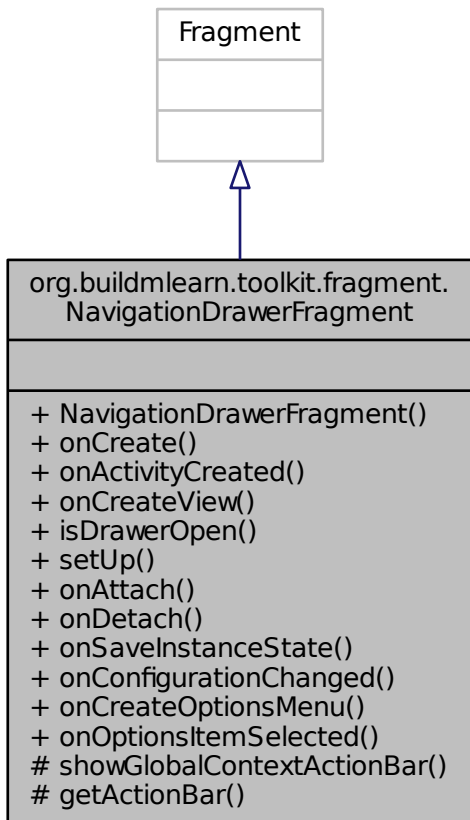 Fragment
org.buildmlearn.toolkit.fragment.
NavigationDrawerFragment
+ NavigationDrawerFragment()
+ onCreate()
+ onActivityCreated()
+ onCreateView()
+ isDrawerOpen()
+ setUp()
+ onAttach()
+ onDetach()
+ onSaveInstanceState()
+ onConfigurationChanged()
+ onCreateOptionsMenu()
+ onOptionsItemSelected()
# showGlobalContextActionBar()
# getActionBar()